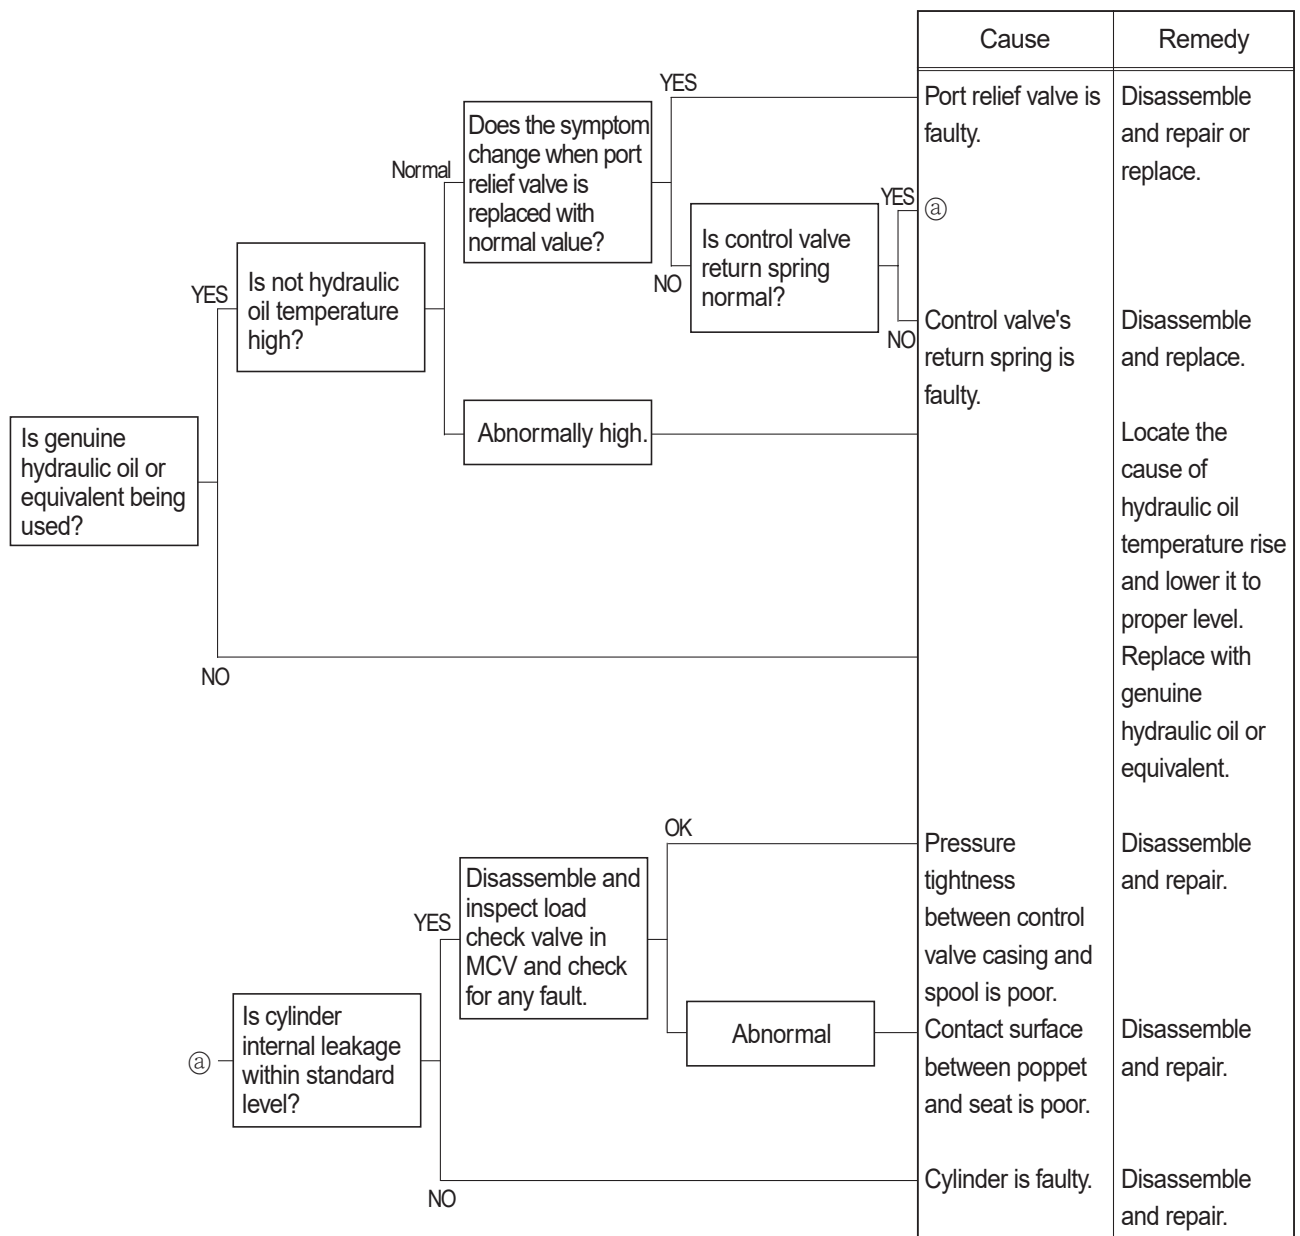 Cause
Remedy
YES
Port relief valve is
faulty.
Disassemble
and repair or
replace.
Does the symptom
change when port
relief valve is
replaced with
normal value?
Normal
YES
ⓐ
Is control valve
return spring
normal?
NO
NO
Control valve's
return spring is
faulty.
Disassemble
and replace.
YES
Is not hydraulic
oil temperature
high?
Abnormally high.
Locate the
cause of
hydraulic oil
temperature rise
and lower it to
proper level.
Is genuine
hydraulic oil or
equivalent being
used?
NO
Replace with
genuine
hydraulic oil or
equivalent.
OK
Pressure
tightness
between control
valve casing and
spool is poor.
Disassemble
and repair.
YES
Disassemble and
inspect load
check valve in
MCV and check
for any fault.
Abnormal
Contact surface
between poppet
and seat is poor.
Disassemble
and repair.
ⓐ
Is cylinder
internal leakage
within standard
level?
NO
Cylinder is faulty.
Disassemble
and repair.